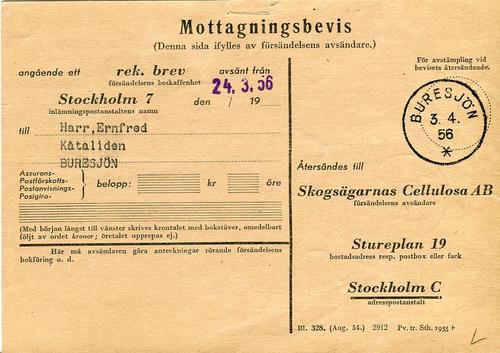 Mottagningsbevis
(Denna sida ifylles av försändelsens avsändare.)
För avstämpling vid
bevisets återsändande.
angående ett rek. brev avsänt från
försändelsens beskaffenhet
24. 3. 56
Stockholm 7 den / 19
inlämningspostanstaltens namn
BURESJÖN
3. 4.
56
till Harr,Ernfred
Kätaliden
BURESJÖN
Assurans-
Postförskotts-
Postanvisnings-
Postgiro-
belopp: kr öre
Återsändes till
Skogsägarnas Cellulosa AB
försändelsens avsändare
(Med början längst till vänster skrives krontalet med bokstäver, omedelbart
följt av ordet kronor; öretalet upprepas ej.)
Här må avsändaren göra anteckningar rörande försändelsens
bokföring o. d.
Stureplan 19
bostadsadress resp. postbox eller fack
Stockholm C
adresspostanstalt
Bl. 328. (Aug. 54.) 2912 Pv. tr. Sth. 1955 +